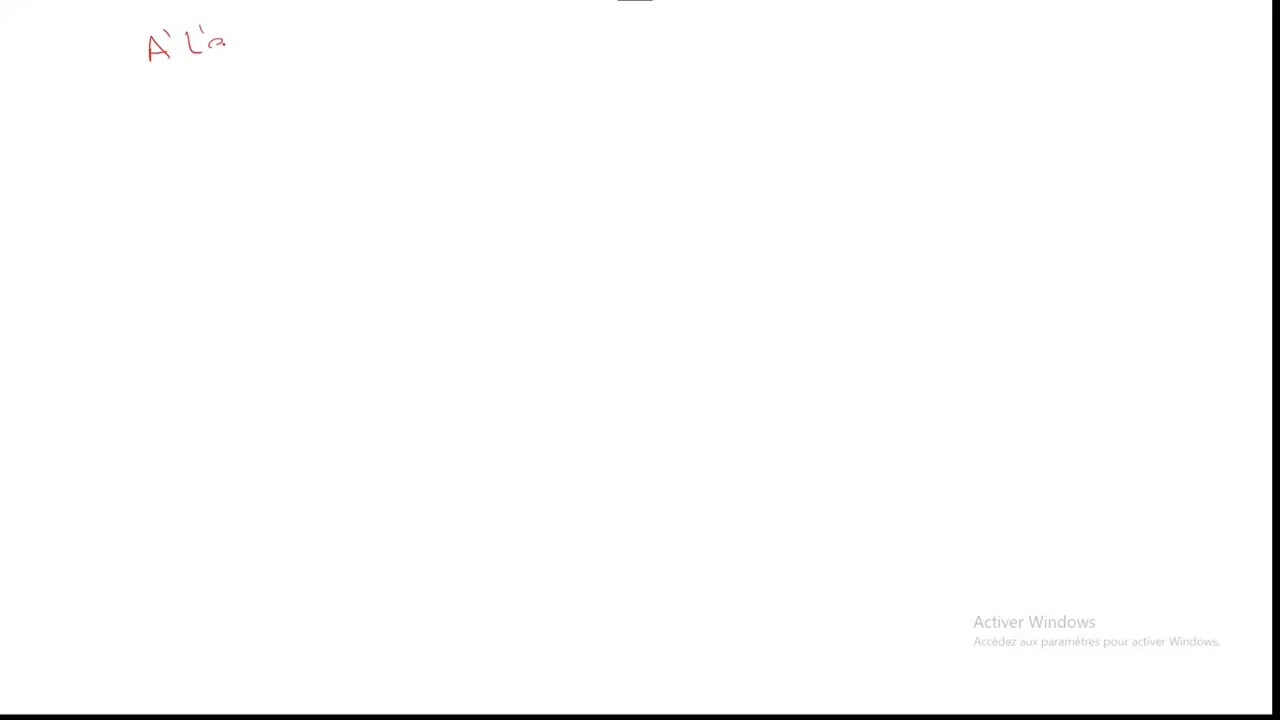 A' L'a
Activer Windows
Accédez aux paramètres pour activer Windows.